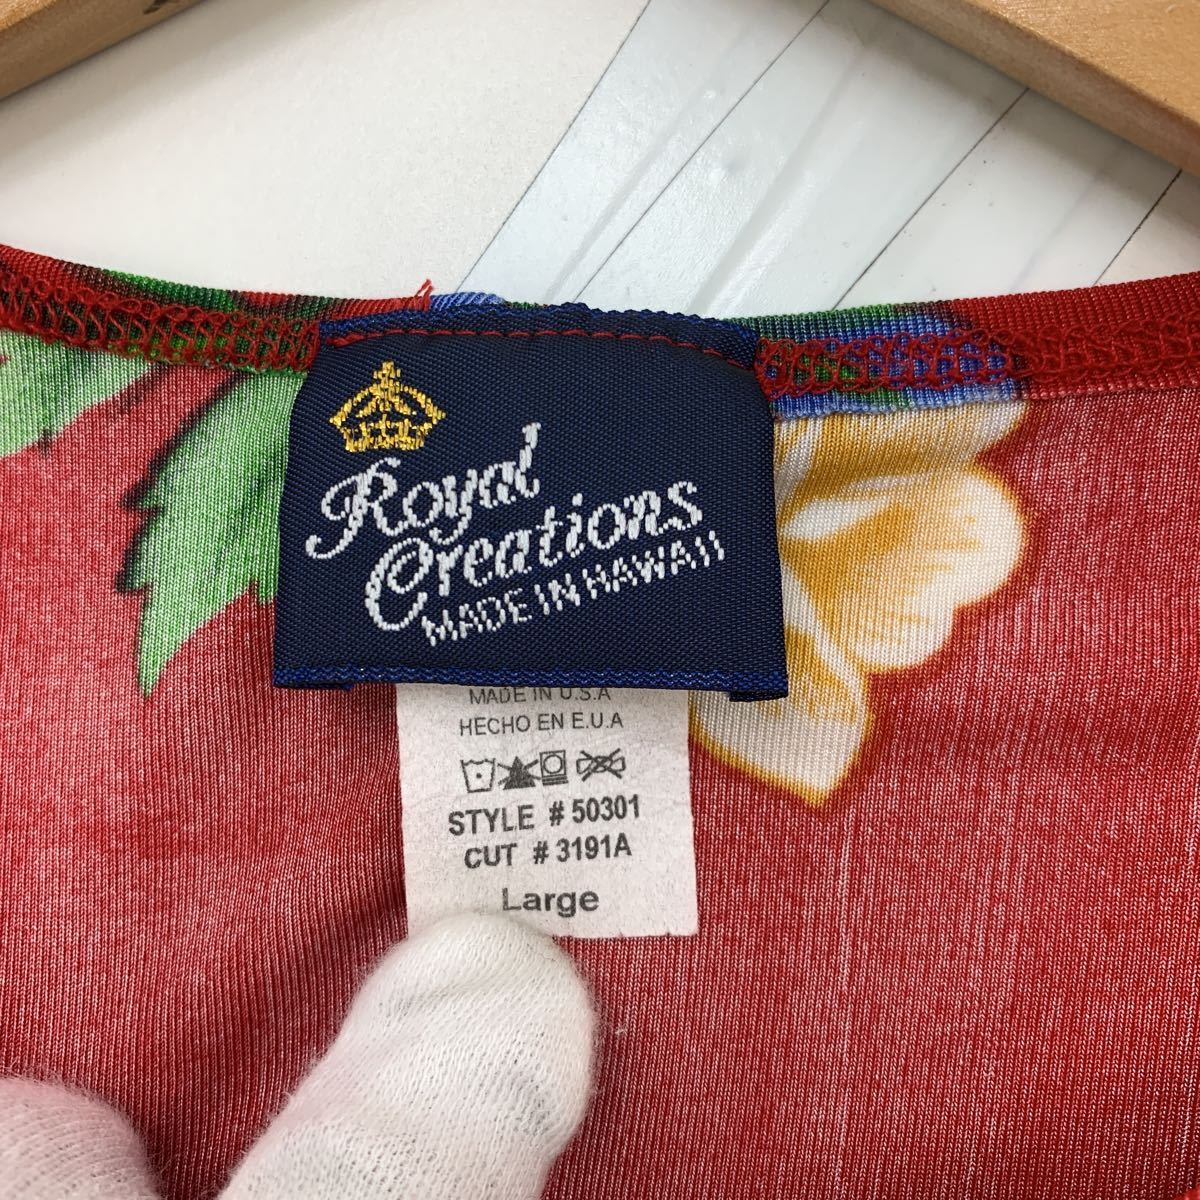 Royal
Creations
MADE IN HAWAII
MADE IN U.S.A
HECHO EN E.U.A
STYLE # 50301
CUT # 3191A
Large